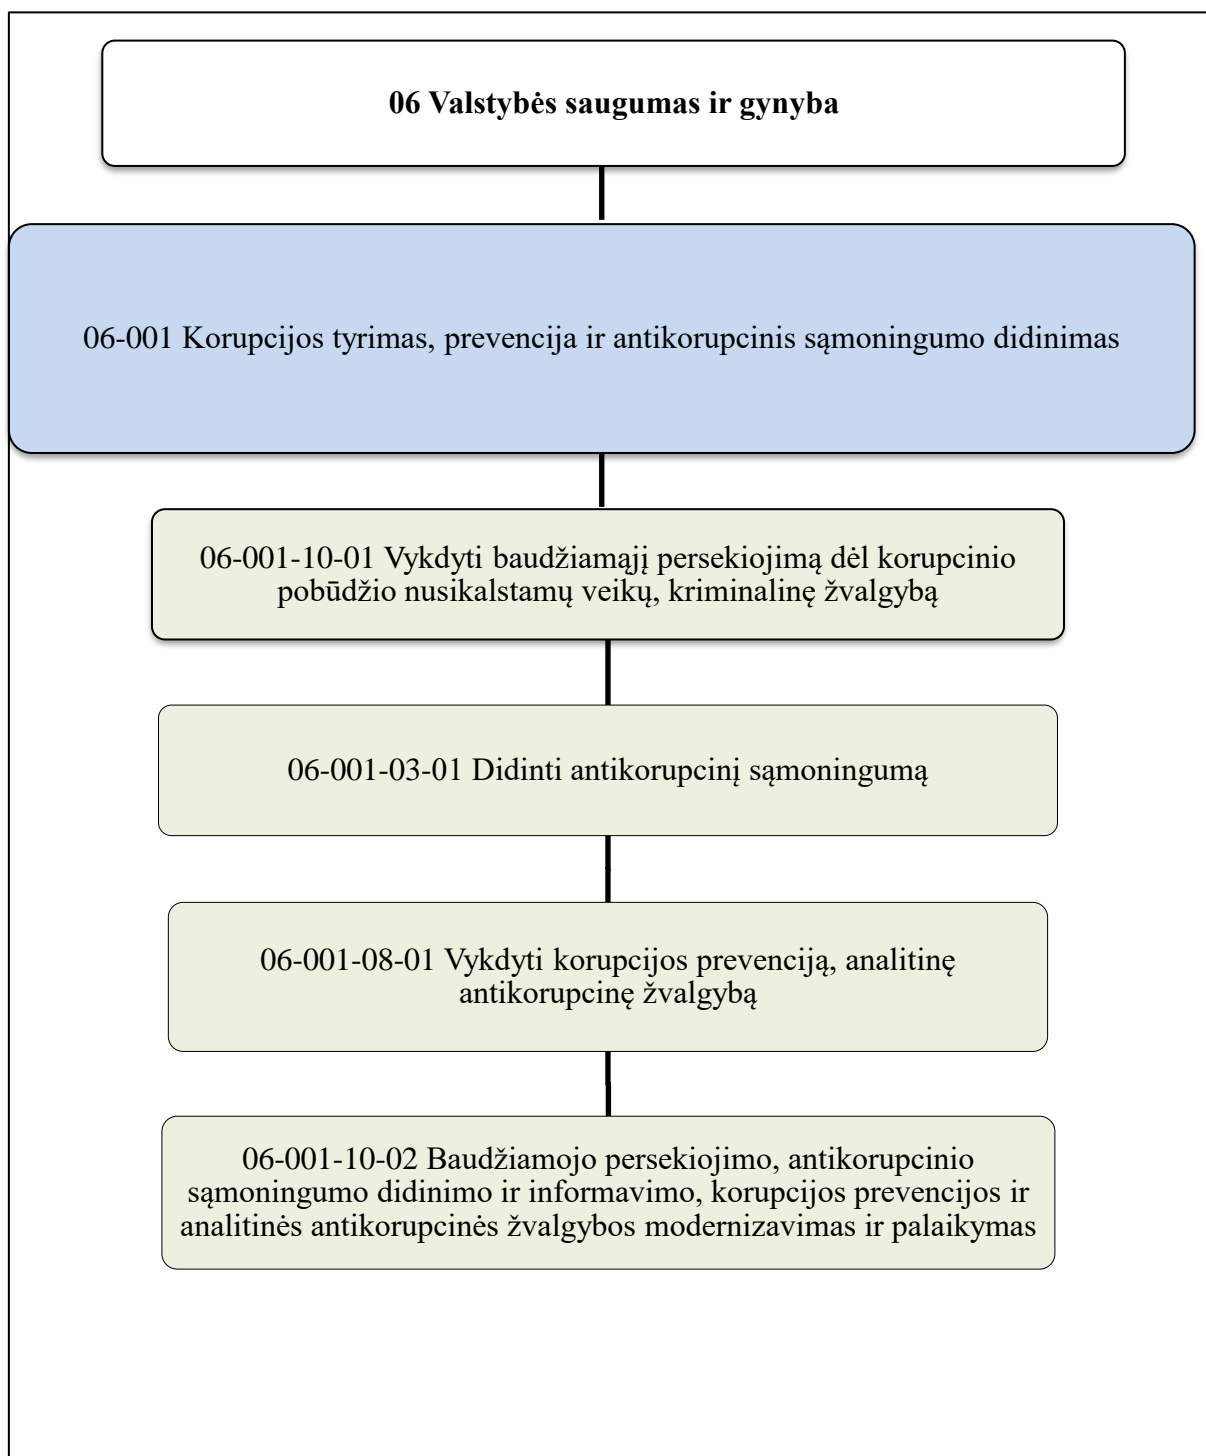 06 Valstybės saugumas ir gynyba
06-001 Korupcijos tyrimas, prevencija ir antikorupcinis sąmoningumo didinimas
06-001-10-01 Vykdyti baudžiamąjį persekiojimą dėl korupcinio
pobūdžio nusikalstamų veikų, kriminalinę žvalgybą
06-001-03-01 Didinti antikorupcinį sąmoningumą
06-001-08-01 Vykdyti korupcijos prevenciją, analitinę
antikorupcinę žvalgybą
06-001-10-02 Baudžiamojo persekiojimo, antikorupcinio
sąmoningumo didinimo ir informavimo, korupcijos prevencijos ir
analitinės antikorupcinės žvalgybos modernizavimas ir palaikymas